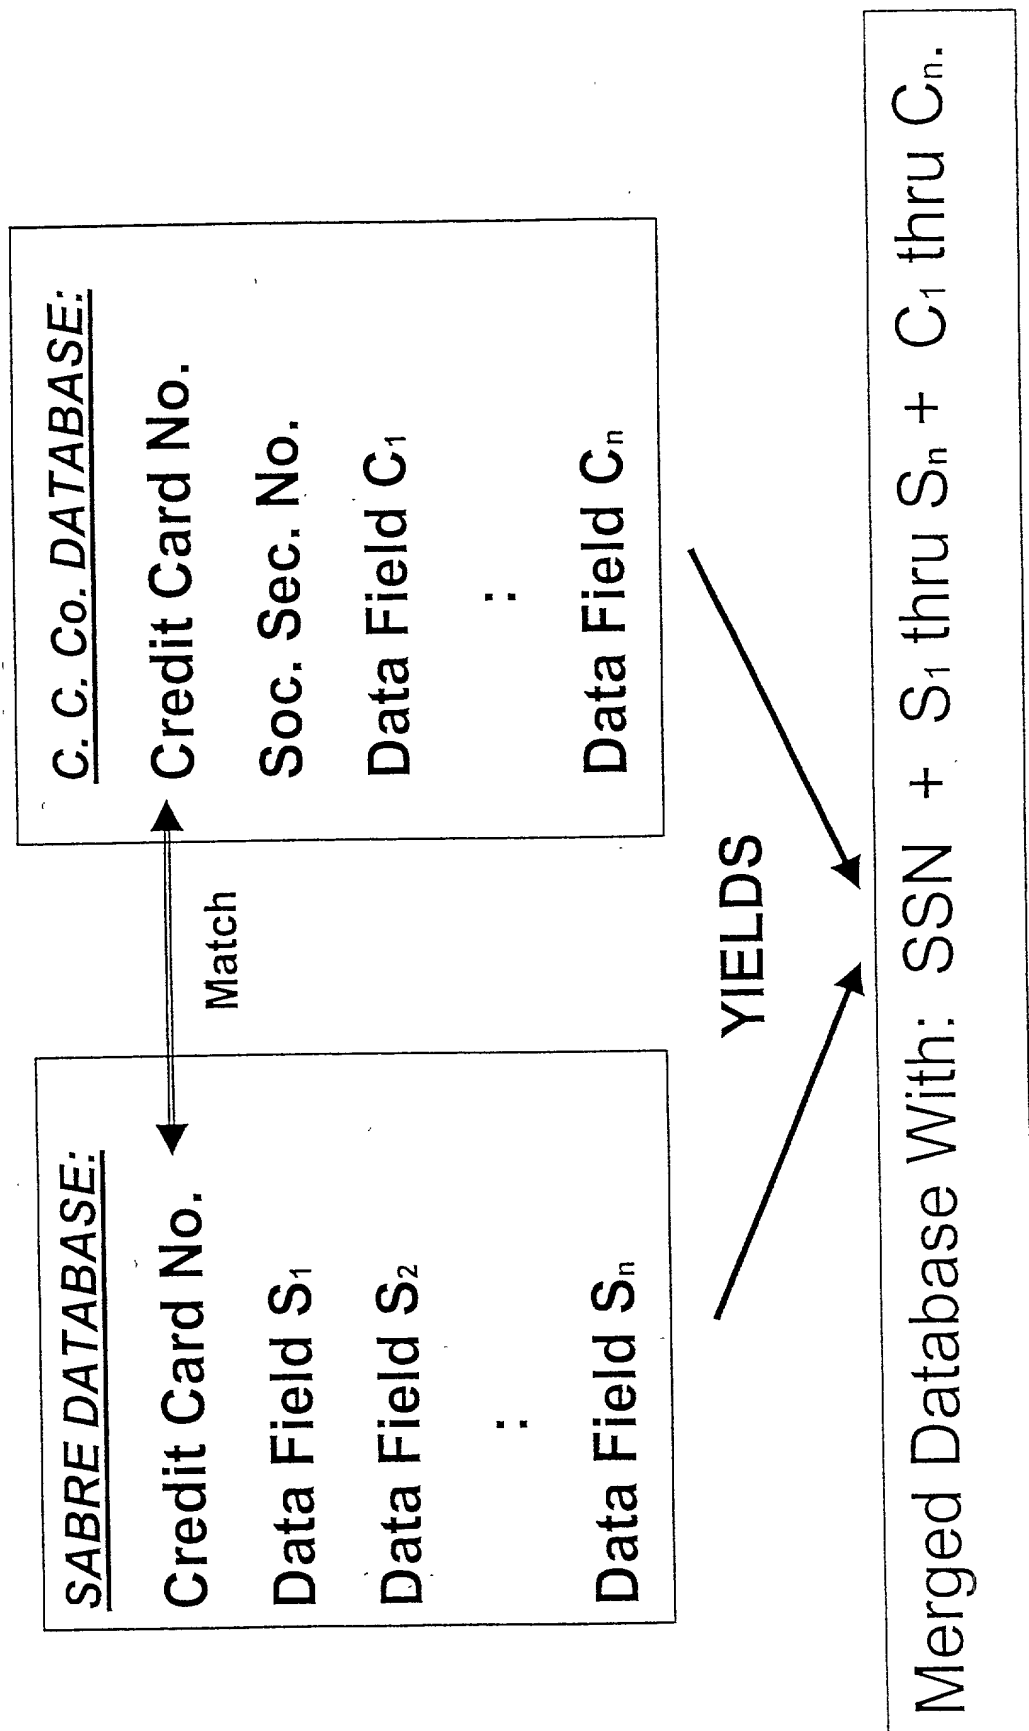 SABRE DATABASE:
Credit Card No.
Data Field S1
Data Field S2
:
Data Field Sn
Match
C. C. Co. DATABASE:
Credit Card No.
Soc. Sec. No.
Data Field C1
:
Data Field Cn
YIELDS
Merged Database With: SSN + S1 thru Sn + C1 thru Cn.